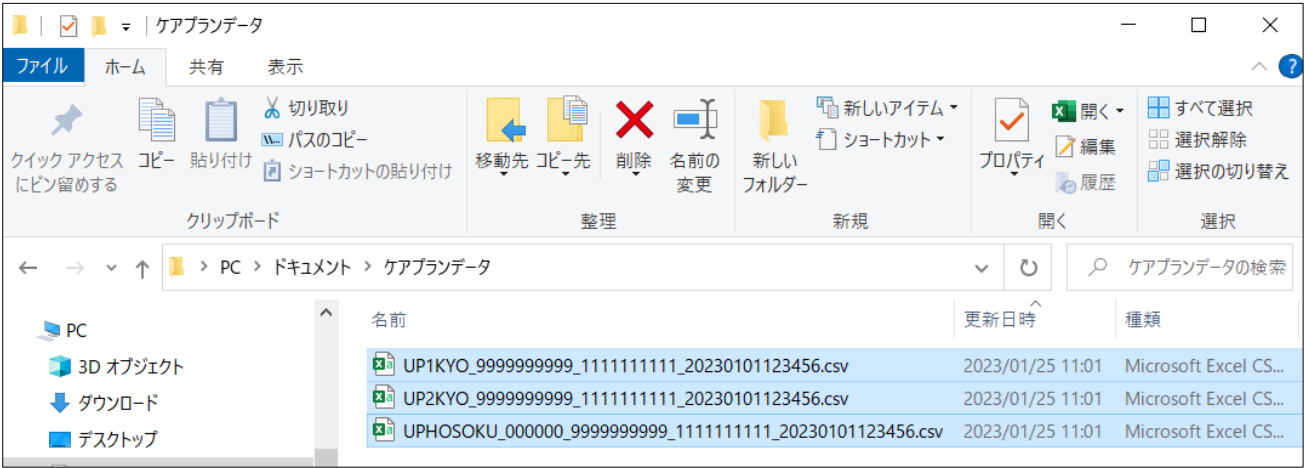 ケアプランデータ
ファイル ホーム 共有 表示
クイック アクセス
にピン留めする
コピー
貼り付け
切り取り
パスのコピー
ショートカットの貼り付け
クリップボード
移動先
コピー先
削除
名前の
変更
整理
新しい
フォルダー
新しいアイテム
ショートカット
新規
プロパティ
開く
編集
履歴
開く
すべて選択
選択解除
選択の切り替え
選択
PC > ドキュメント > ケアプランデータ
ケアプランデータの検索
PC
3D オブジェクト
ダウンロード
デスクトップ
名前 更新日時 種類
UP1KYO_9999999999_1111111111_20230101123456.csv 2023/01/25 11:01 Microsoft Excel CS...
UP2KYO_9999999999_1111111111_20230101123456.csv 2023/01/25 11:01 Microsoft Excel CS...
UPHOSOKU_000000_9999999999_1111111111_20230101123456.csv 2023/01/25 11:01 Microsoft Excel CS...